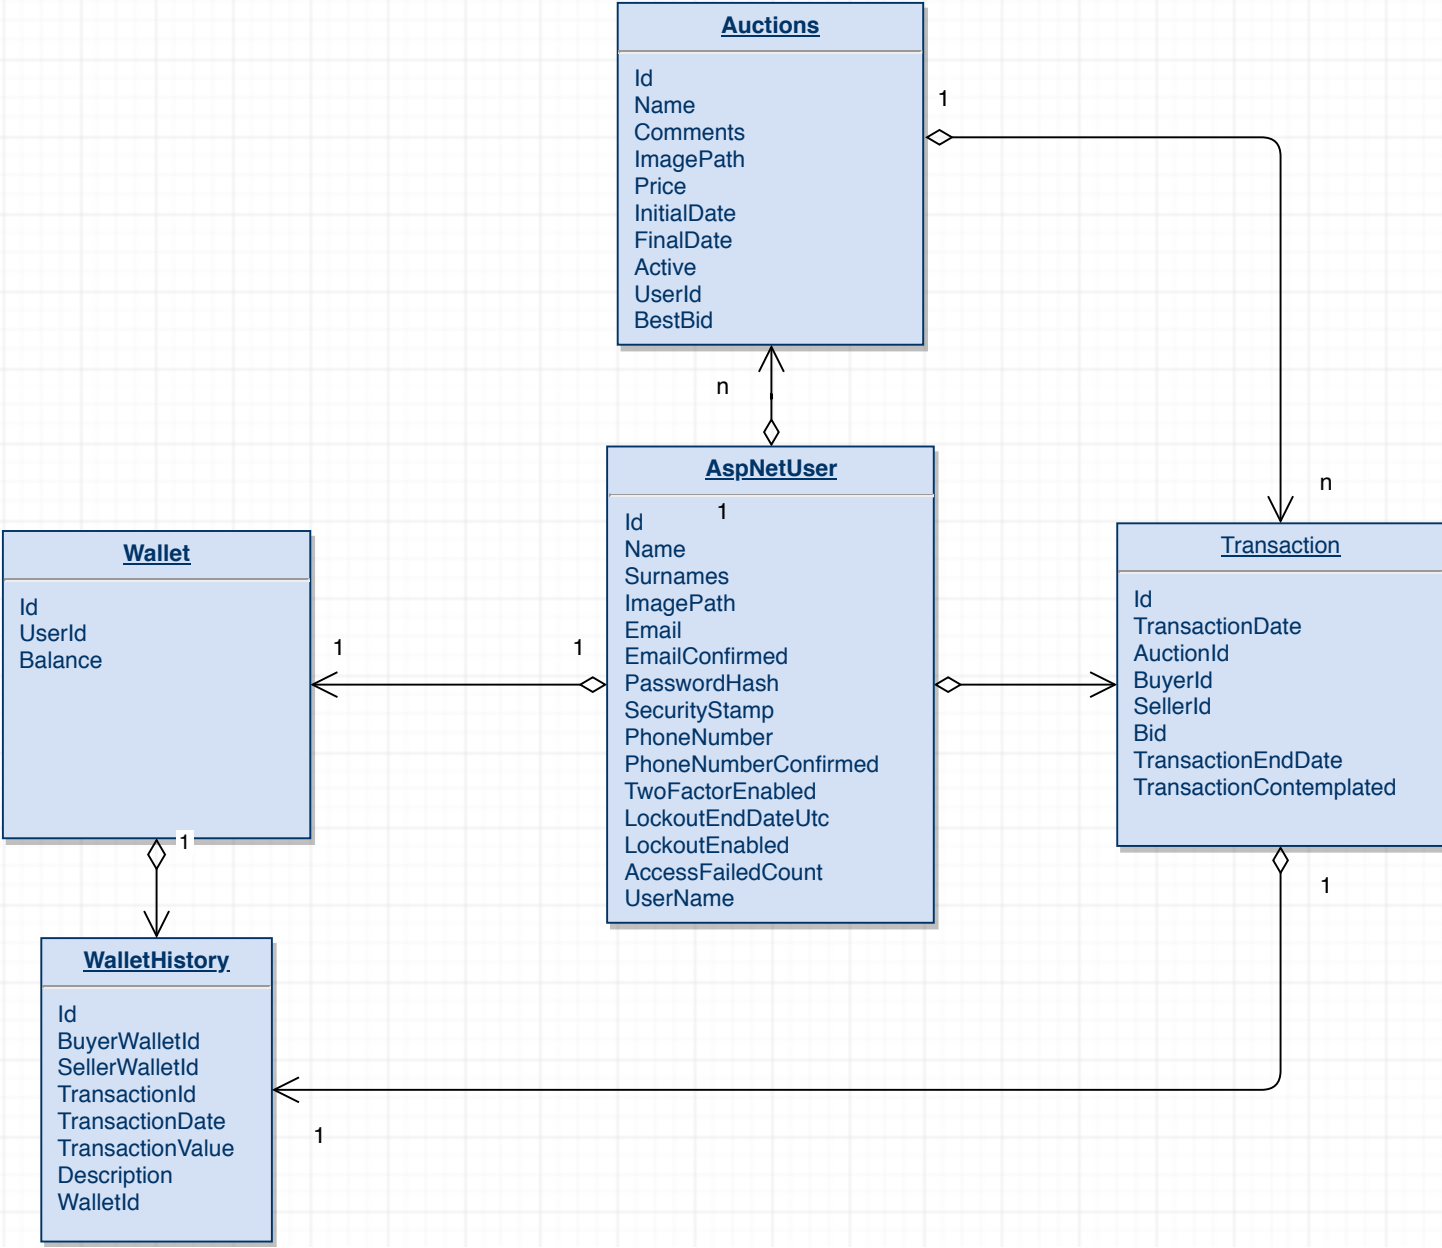 Auctions
Id
Name
Comments
ImagePath
Price
InitialDate
FinalDate
Active
UserId
BestBid
1
n
n
AspNetUser
1
Id
Name
Surnames
ImagePath
Email
EmailConfirmed
PasswordHash
SecurityStamp
PhoneNumber
PhoneNumberConfirmed
TwoFactorEnabled
LockoutEndDateUtc
LockoutEnabled
AccessFailedCount
UserName
Wallet
Id
UserId
Balance
1
1
1
Transaction
Id
TransactionDate
AuctionId
BuyerId
SellerId
Bid
TransactionEndDate
TransactionContemplated
1
WalletHistory
Id
BuyerWalletId
SellerWalletId
TransactionId
TransactionDate
TransactionValue
Description
WalletId
1